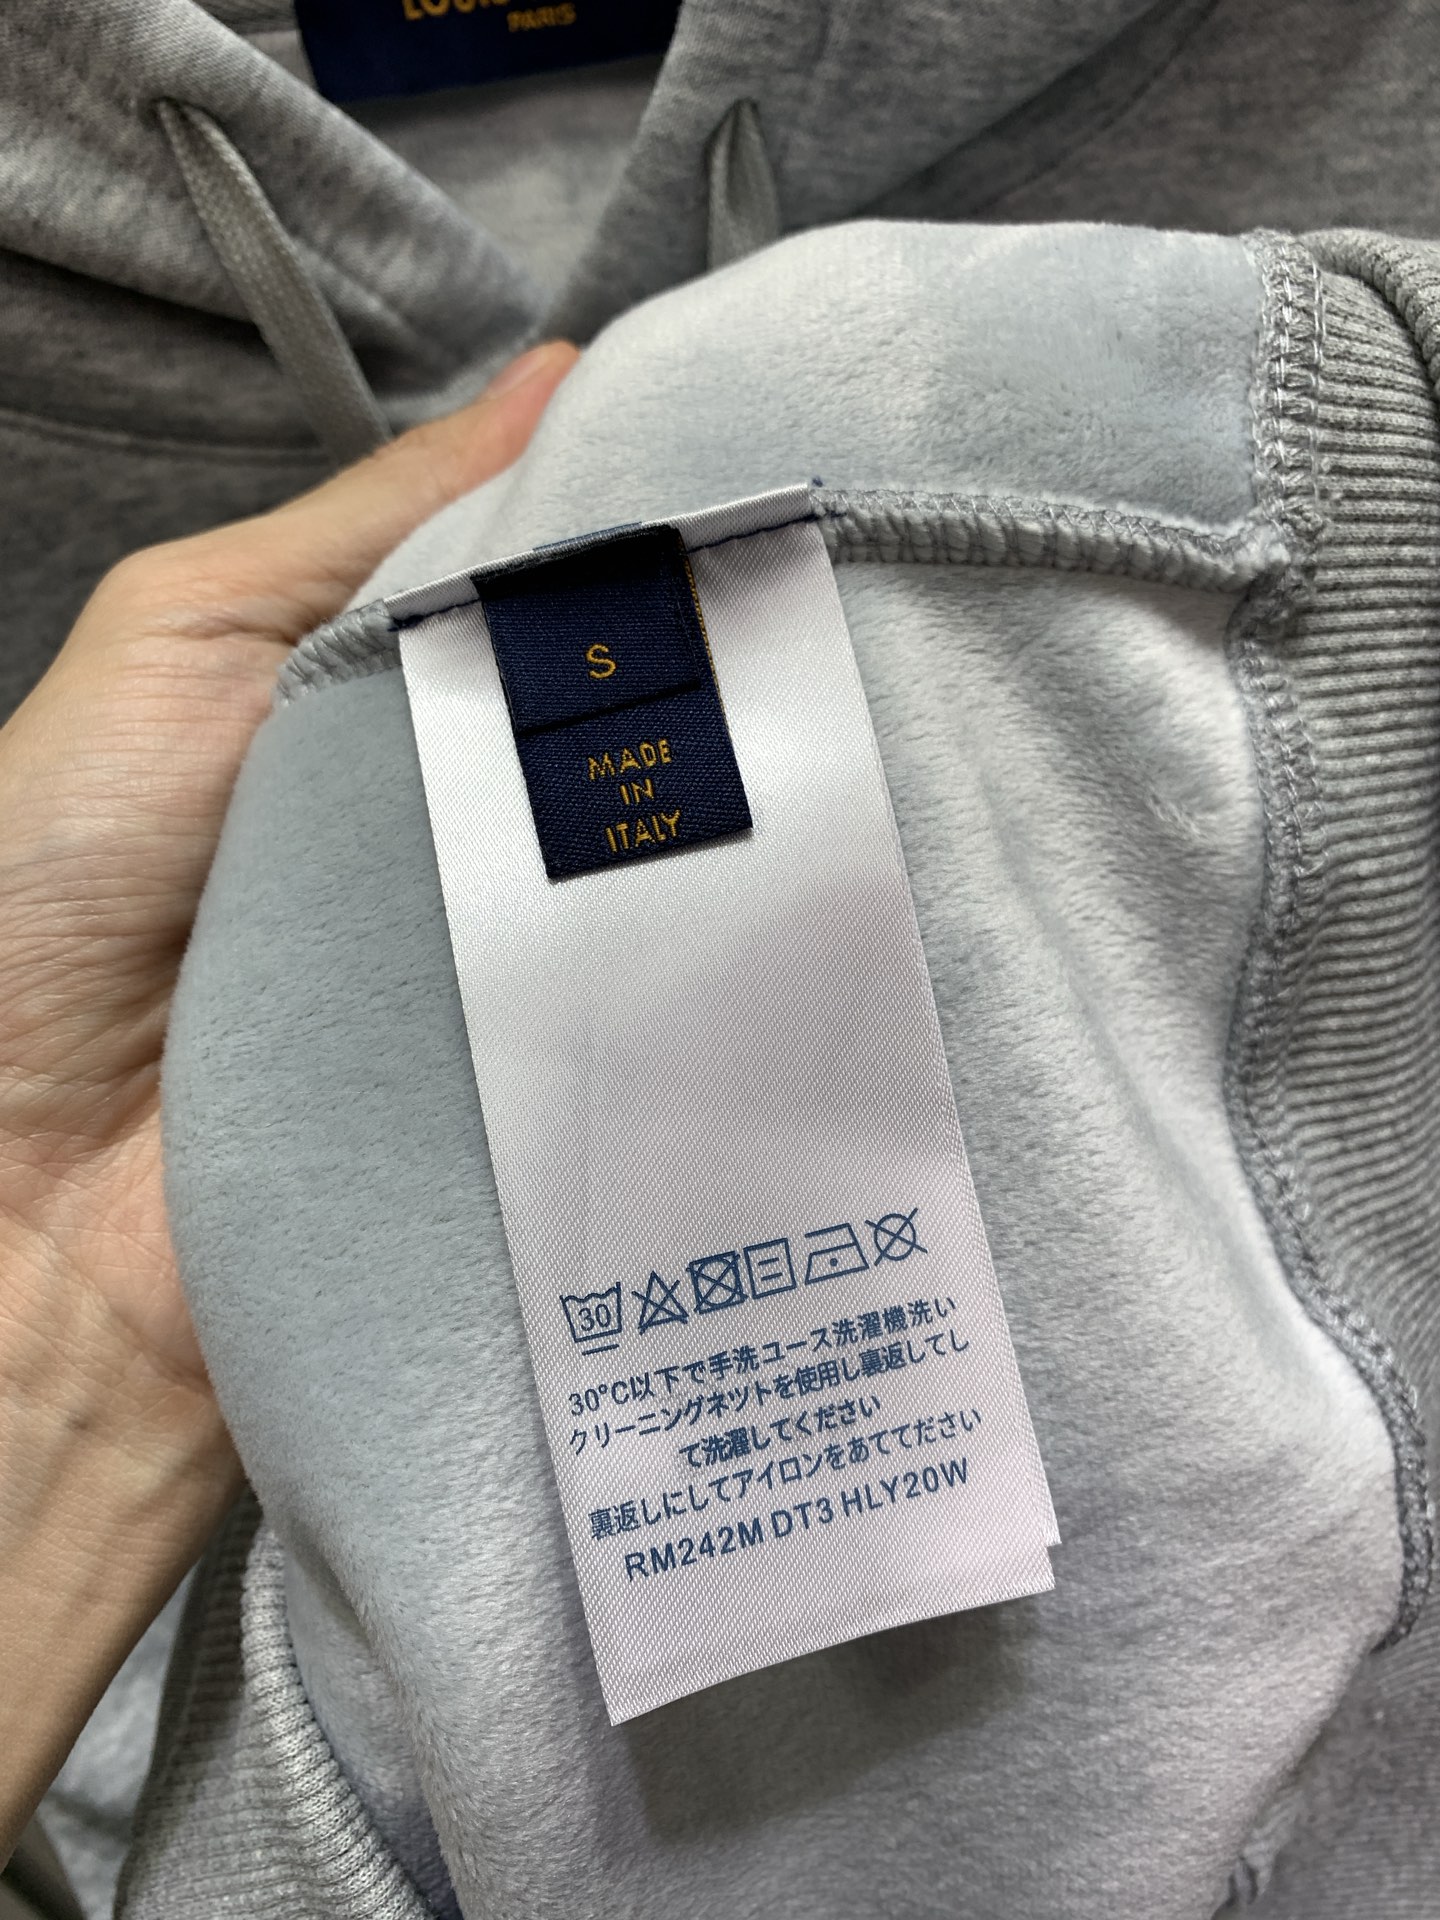 PARIS
S
MADE
IN
ITALY
30
30°C以下で手洗ユース洗濯機洗い
クリーニングネツトを使用し裏返してし
て洗濯してください
裏返しにしてアイロンをあててださい
RM242M DT3 HLY20W